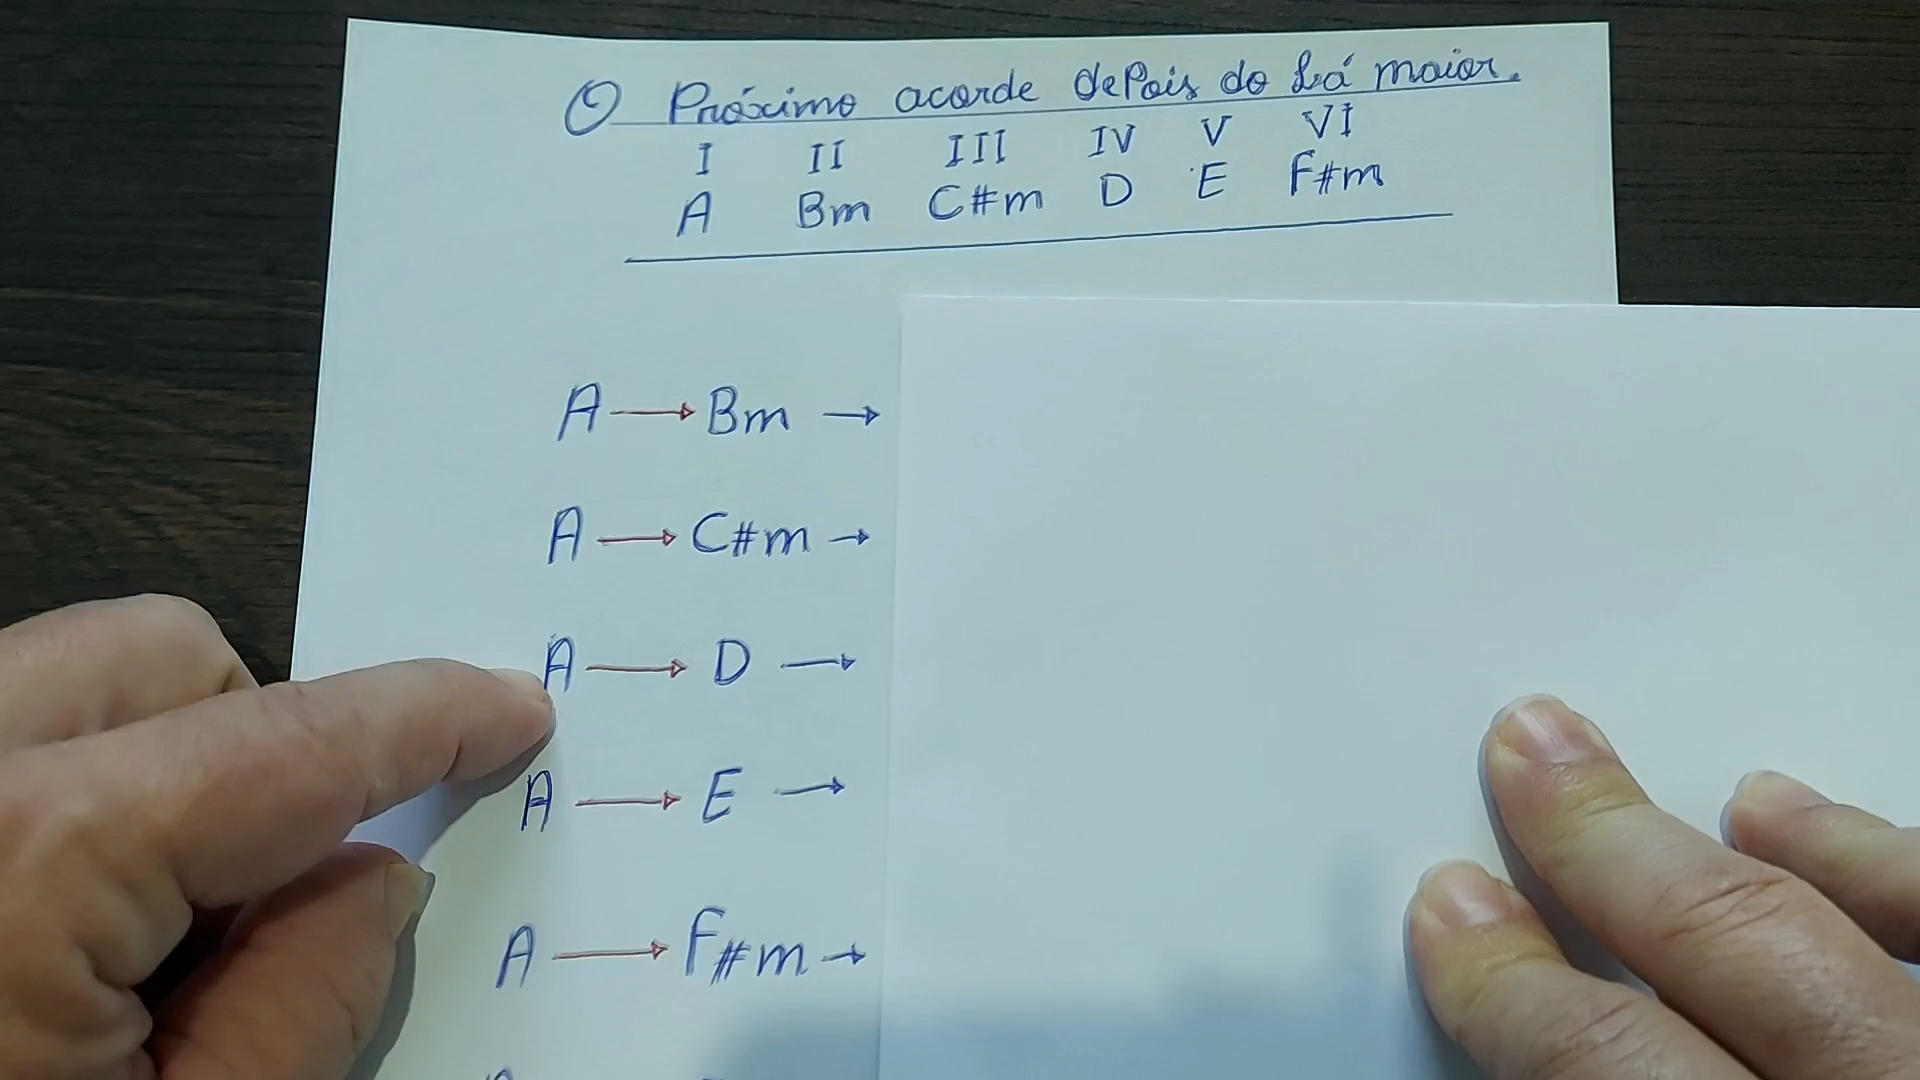 O Próximo acorde depois do Lá maior.
I II III IV V VI
A Bm C#m D E F#m
A → Bm →
A → C#m →
A → D →
A → E →
A → F#m →